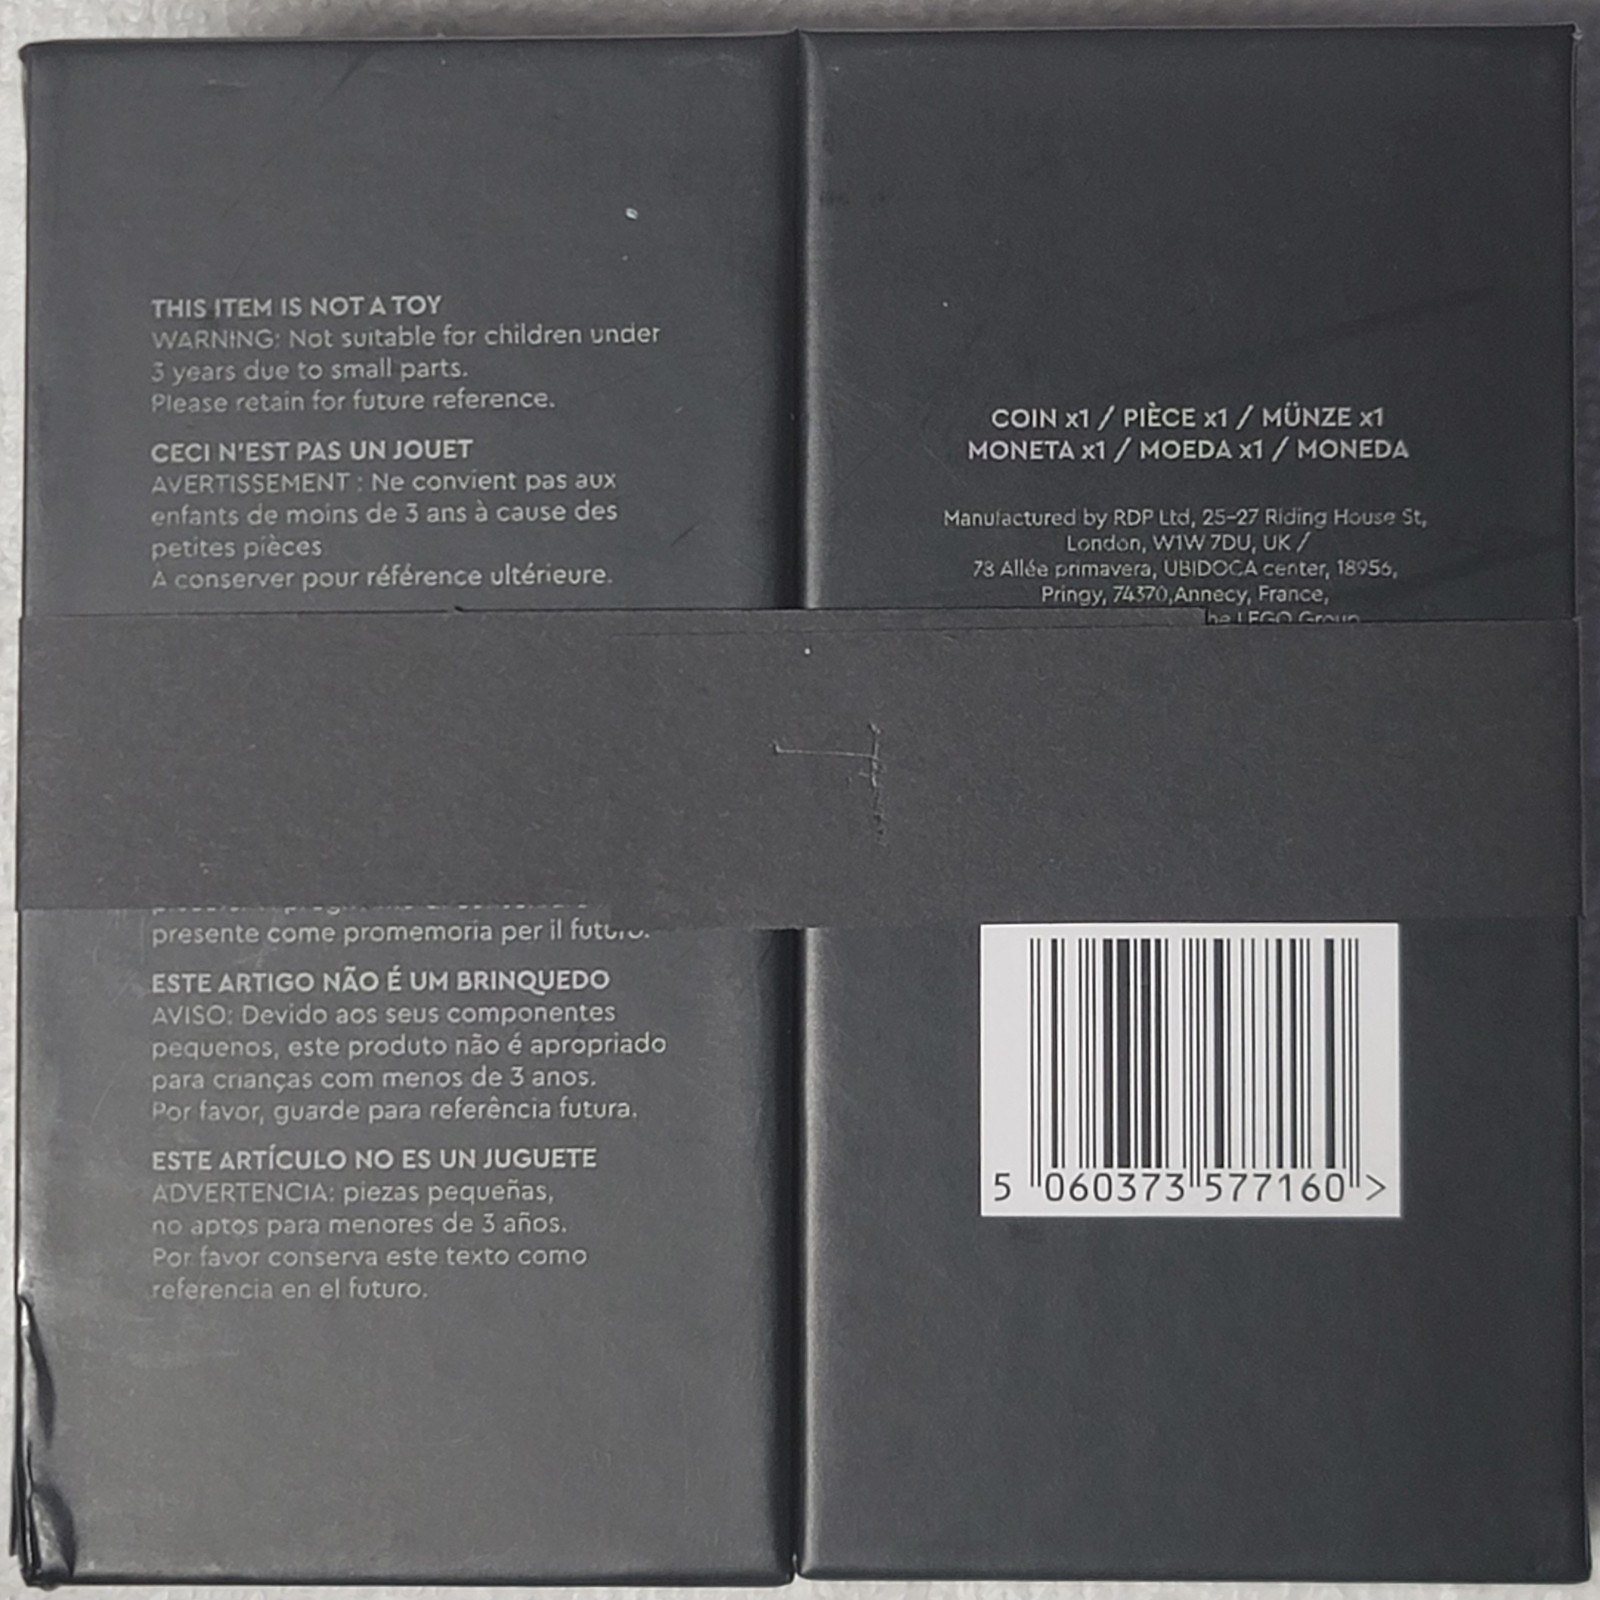 THIS ITEM IS NOT A TOY
WARNING: Not suitable for children under
3 years due to small parts.
Please retain for future reference.
CECI N'EST PAS UN JOUET
AVERTISSEMENT : Ne convient pas aux
enfants de moins de 3 ans à cause des
petites pièces
A conserver pour référence ultérieure.
presente come promemoria per il futuro.
ESTE ARTIGO NÃO É UM BRINQUEDO
AVISO: Devido aos seus componentes
pequenos, este produto não é apropriado
para crianças com menos de 3 anos.
Por favor, guarde para referência futura.
ESTE ARTÍCULO NO ES UN JUGUETE
ADVERTENCIA: piezas pequeñas,
no aptos para menores de 3 años.
Por favor conserva este texto como
referencia en el futuro.
COIN x1 / PIÈCE x1 / MÜNZE x1
MONETA x1 / MOEDA x1 / MONEDA
Manufactured by RDP Ltd, 25-27 Riding House St,
London, W1W 7DU, UK /
73 Allée primavera, UBIDOCA center, 18956,
Pringy, 74370,Annecy, France,
LEGO Group
5 060373 577160 >